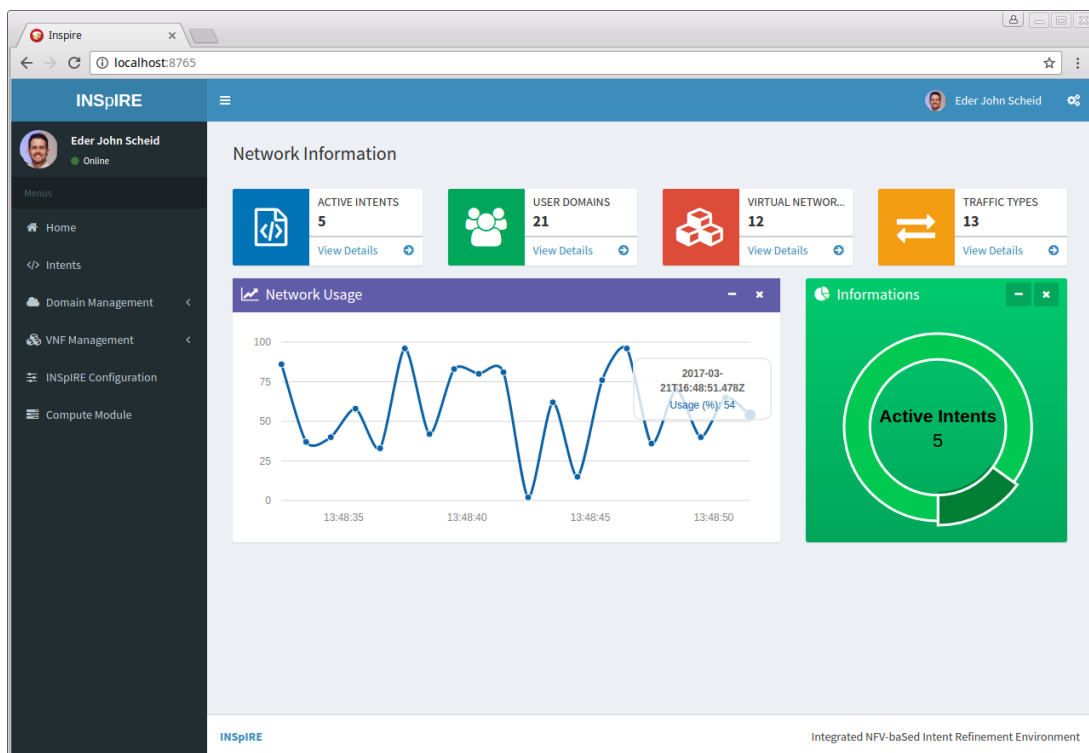 Inspire
localhost:8765
INSpIRE
Eder John Scheid
Eder John Scheid
Online
Menus
Home
Intents
Domain Management
VNF Management
INSpIRE Configuration
Compute Module
Network Information
ACTIVE INTENTS
5
View Details
USER DOMAINS
21
View Details
VIRTUAL NETWOR...
12
View Details
TRAFFIC TYPES
13
View Details
Network Usage
100
75
50
25
0
13:48:35
13:48:40
13:48:45
13:48:50
2017-03-
21T16:48:51.478Z
Usage (%): 54
Informations
Active Intents
5
INSpIRE
Integrated NFV-baSed Intent Refinement Environment